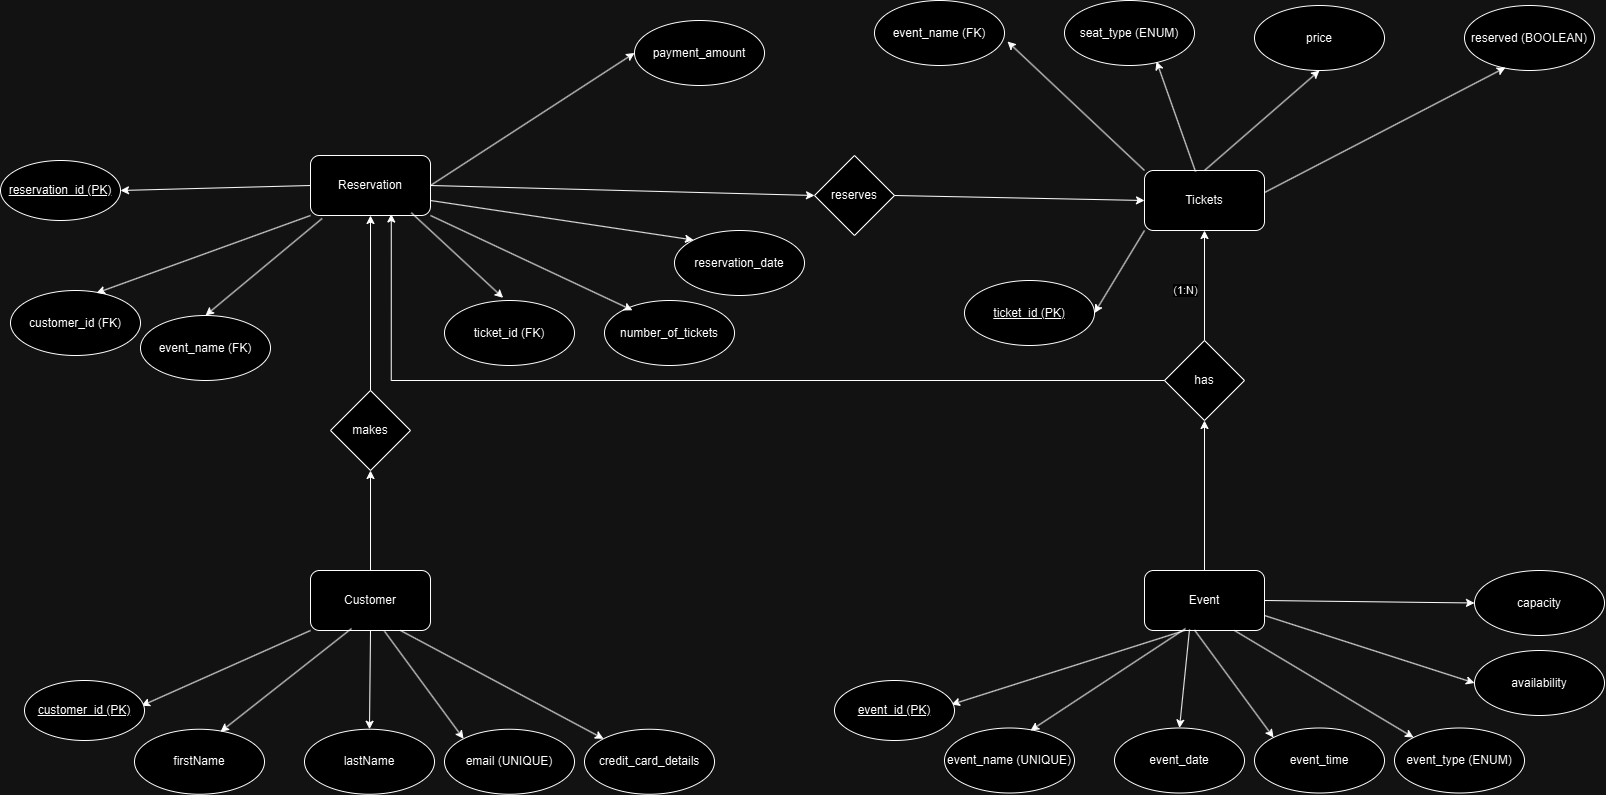 event_name (FK)
seat_type (ENUM)
price
reserved (BOOLEAN)
payment_amount
reservation_id (PK)
Reservation
reserves
Tickets
reservation_date
customer_id (FK)
event_name (FK)
ticket_id (FK)
number_of_tickets
ticket_id (PK)
(1:N)
has
makes
Customer
Event
capacity
availability
customer_id (PK)
firstName
lastName
email (UNIQUE)
credit_card_details
event_id (PK)
event_name (UNIQUE)
event_date
event_time
event_type (ENUM)